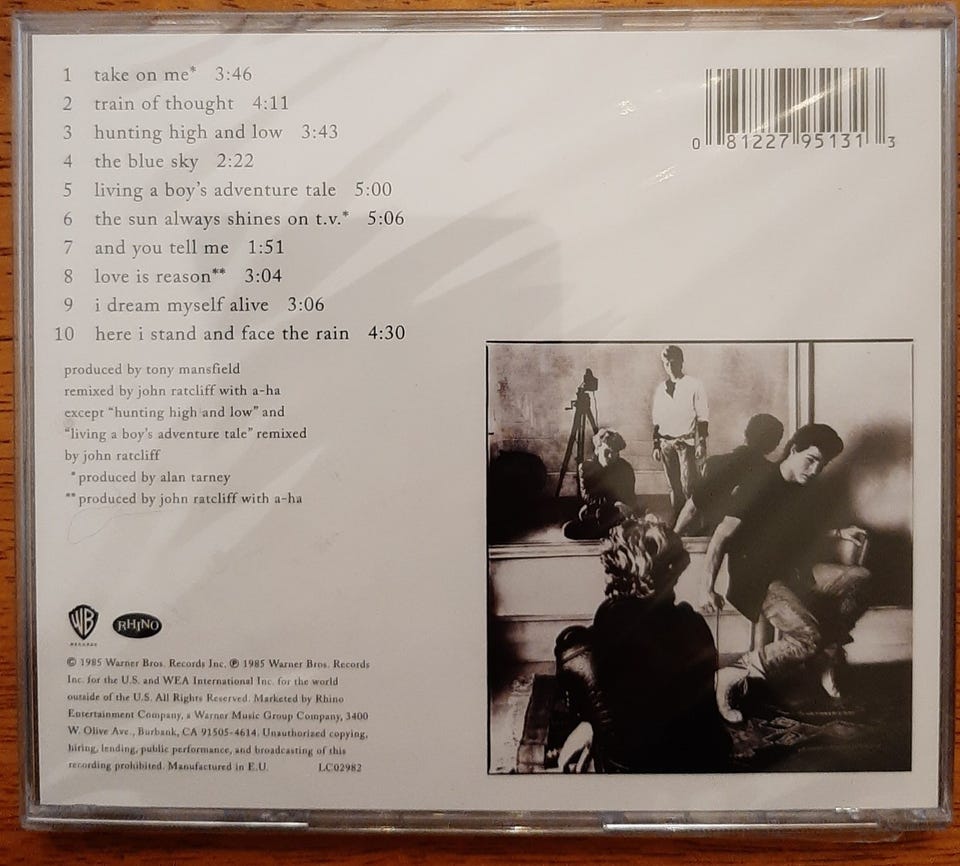 1 take on me* 3:46
2 train of thought 4:11
3 hunting high and low 3:43
4 the blue sky 2:22
5 living a boy's adventure tale 5:00
6 the sun always shines on t.v.* 5:06
7 and you tell me 1:51
8 love is reason** 3:04
9 i dream myself alive 3:06
10 here i stand and face the rain 4:30
0 81227 95131 3
produced by tony mansfield
remixed by john ratcliff with a-ha
except “hunting high and low” and
“living a boy's adventure tale” remixed
by john ratcliff
*produced by alan tarney
**produced by john ratcliff with a-ha
WB RHINO
RECORDS
© 1985 Warner Bros. Records Inc. ℗ 1985 Warner Bros. Records
Inc. for the U.S. and WEA International Inc. for the world
outside of the U.S. All Rights Reserved. Marketed by Rhino
Entertainment Company, a Warner Music Group Company, 3400
W. Olive Ave., Burbank, CA 91505-4614. Unauthorized copying,
hiring, lending, public performance, and broadcasting of this
recording prohibited. Manufactured in E.U. LC02982